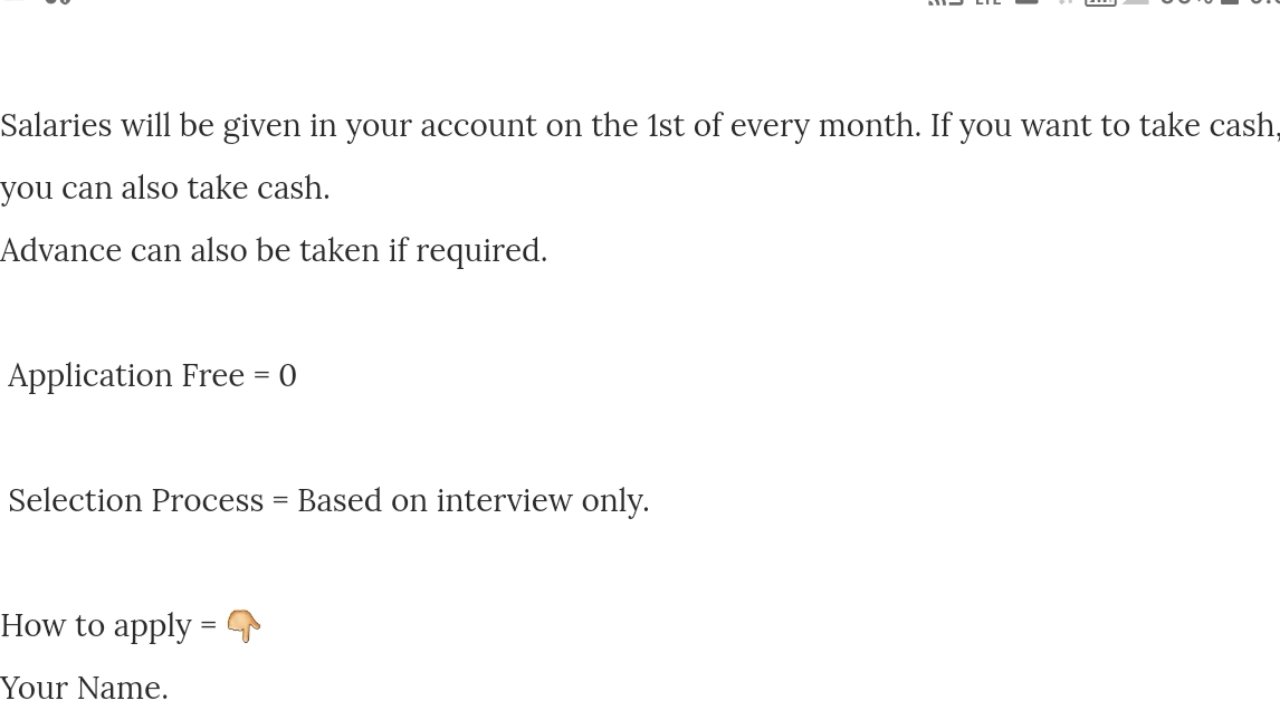 Salaries will be given in your account on the 1st of every month. If you want to take cash,
you can also take cash.
Advance can also be taken if required.
Application Free = 0
Selection Process = Based on interview only.
How to apply = 👇
Your Name.